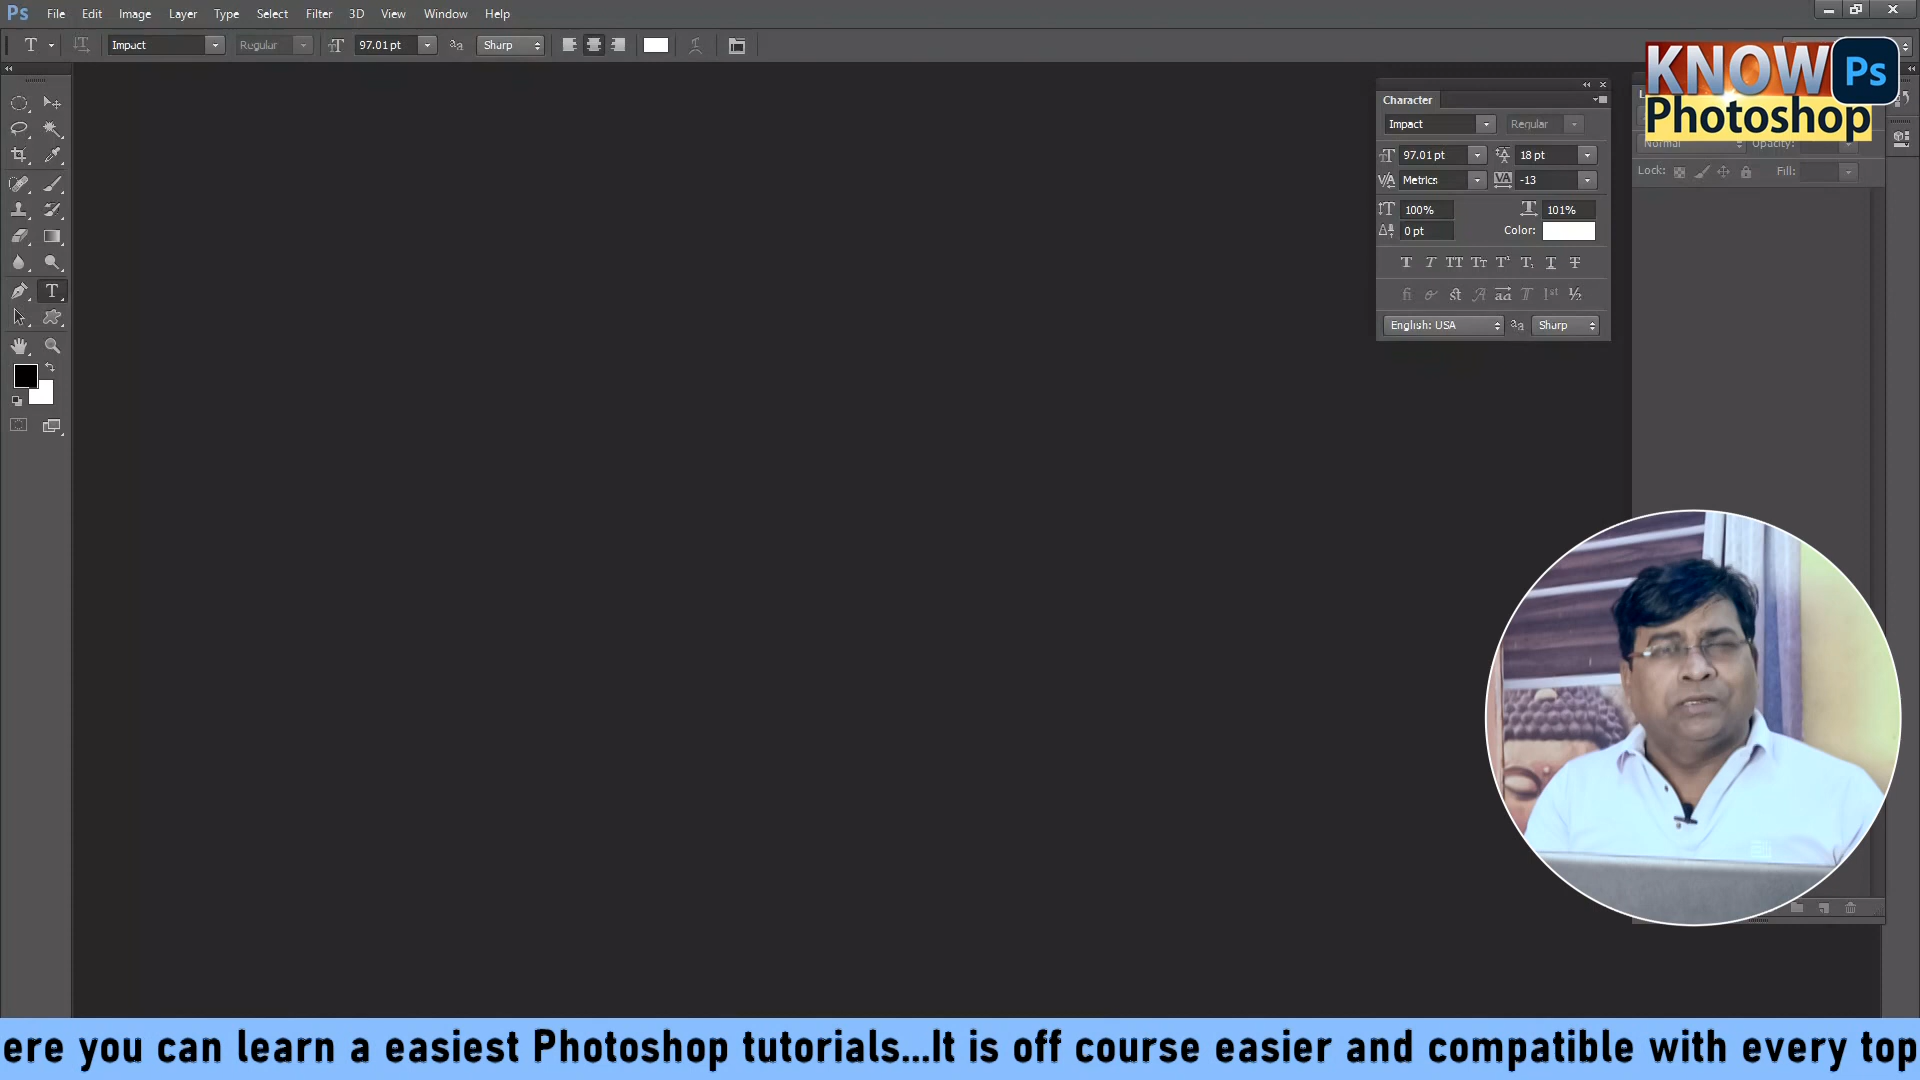 Ps File Edit Image Layer Type Select Filter 3D View Window Help
T Impact Regular 97.01 pt Sharp
KNOW Ps
Photoshop
Character
Impact Regular
97.01 pt 18 pt
Metrics -13
100% 101%
0 pt Color:
English: USA Sharp
Normal Opacity:
Lock: Fill:
ere you can learn a easiest Photoshop tutorials...It is off course easier and compatible with every top